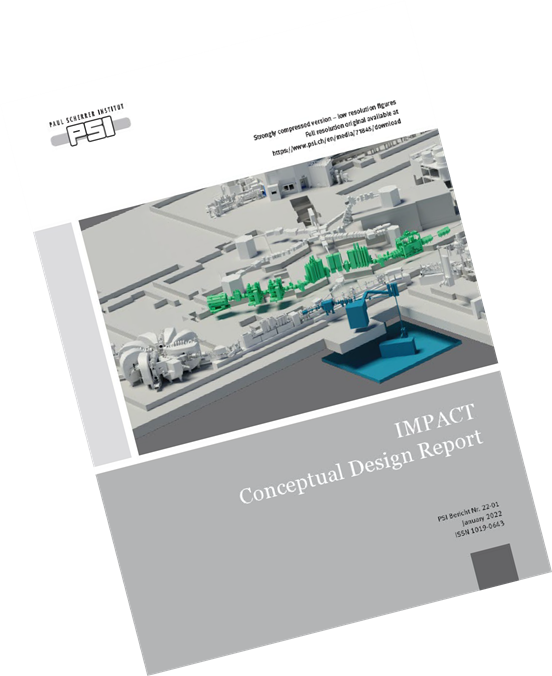 PAUL SCHERRER INSTITUT
PSI
Strongly compressed version – low resolution figures
Full resolution original available at
https://www.psi.ch/en/media/71845/download
IMPACT
Conceptual Design Report
PSI Bericht Nr. 22-01
January 2022
ISSN 1019-0643